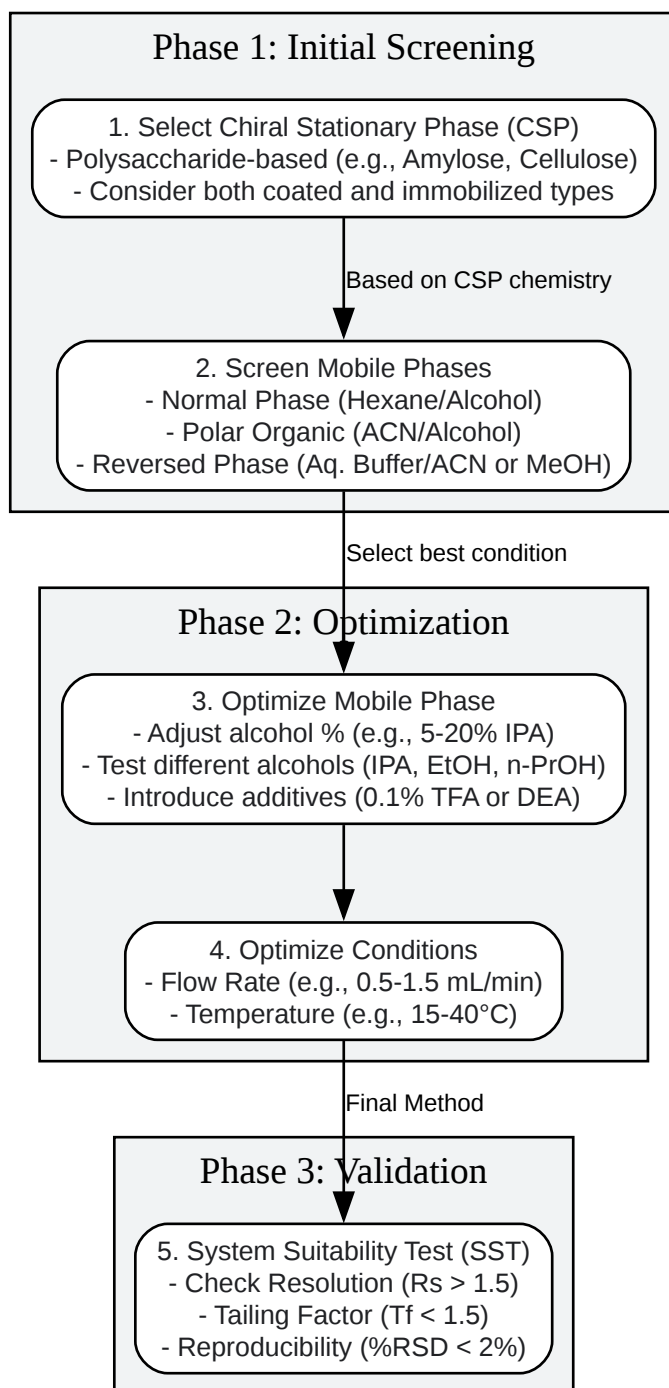 Phase 1: Initial Screening
1. Select Chiral Stationary Phase (CSP)
- Polysaccharide-based (e.g., Amylose, Cellulose)
- Consider both coated and immobilized types
Based on CSP chemistry
2. Screen Mobile Phases
- Normal Phase (Hexane/Alcohol)
- Polar Organic (ACN/Alcohol)
- Reversed Phase (Aq. Buffer/ACN or MeOH)
Select best condition
Phase 2: Optimization
3. Optimize Mobile Phase
- Adjust alcohol % (e.g., 5-20% IPA)
- Test different alcohols (IPA, EtOH, n-PrOH)
- Introduce additives (0.1% TFA or DEA)
4. Optimize Conditions
- Flow Rate (e.g., 0.5-1.5 mL/min)
- Temperature (e.g., 15-40°C)
Final Method
Phase 3: Validation
5. System Suitability Test (SST)
- Check Resolution (Rs > 1.5)
- Tailing Factor (Tf < 1.5)
- Reproducibility (%RSD < 2%)